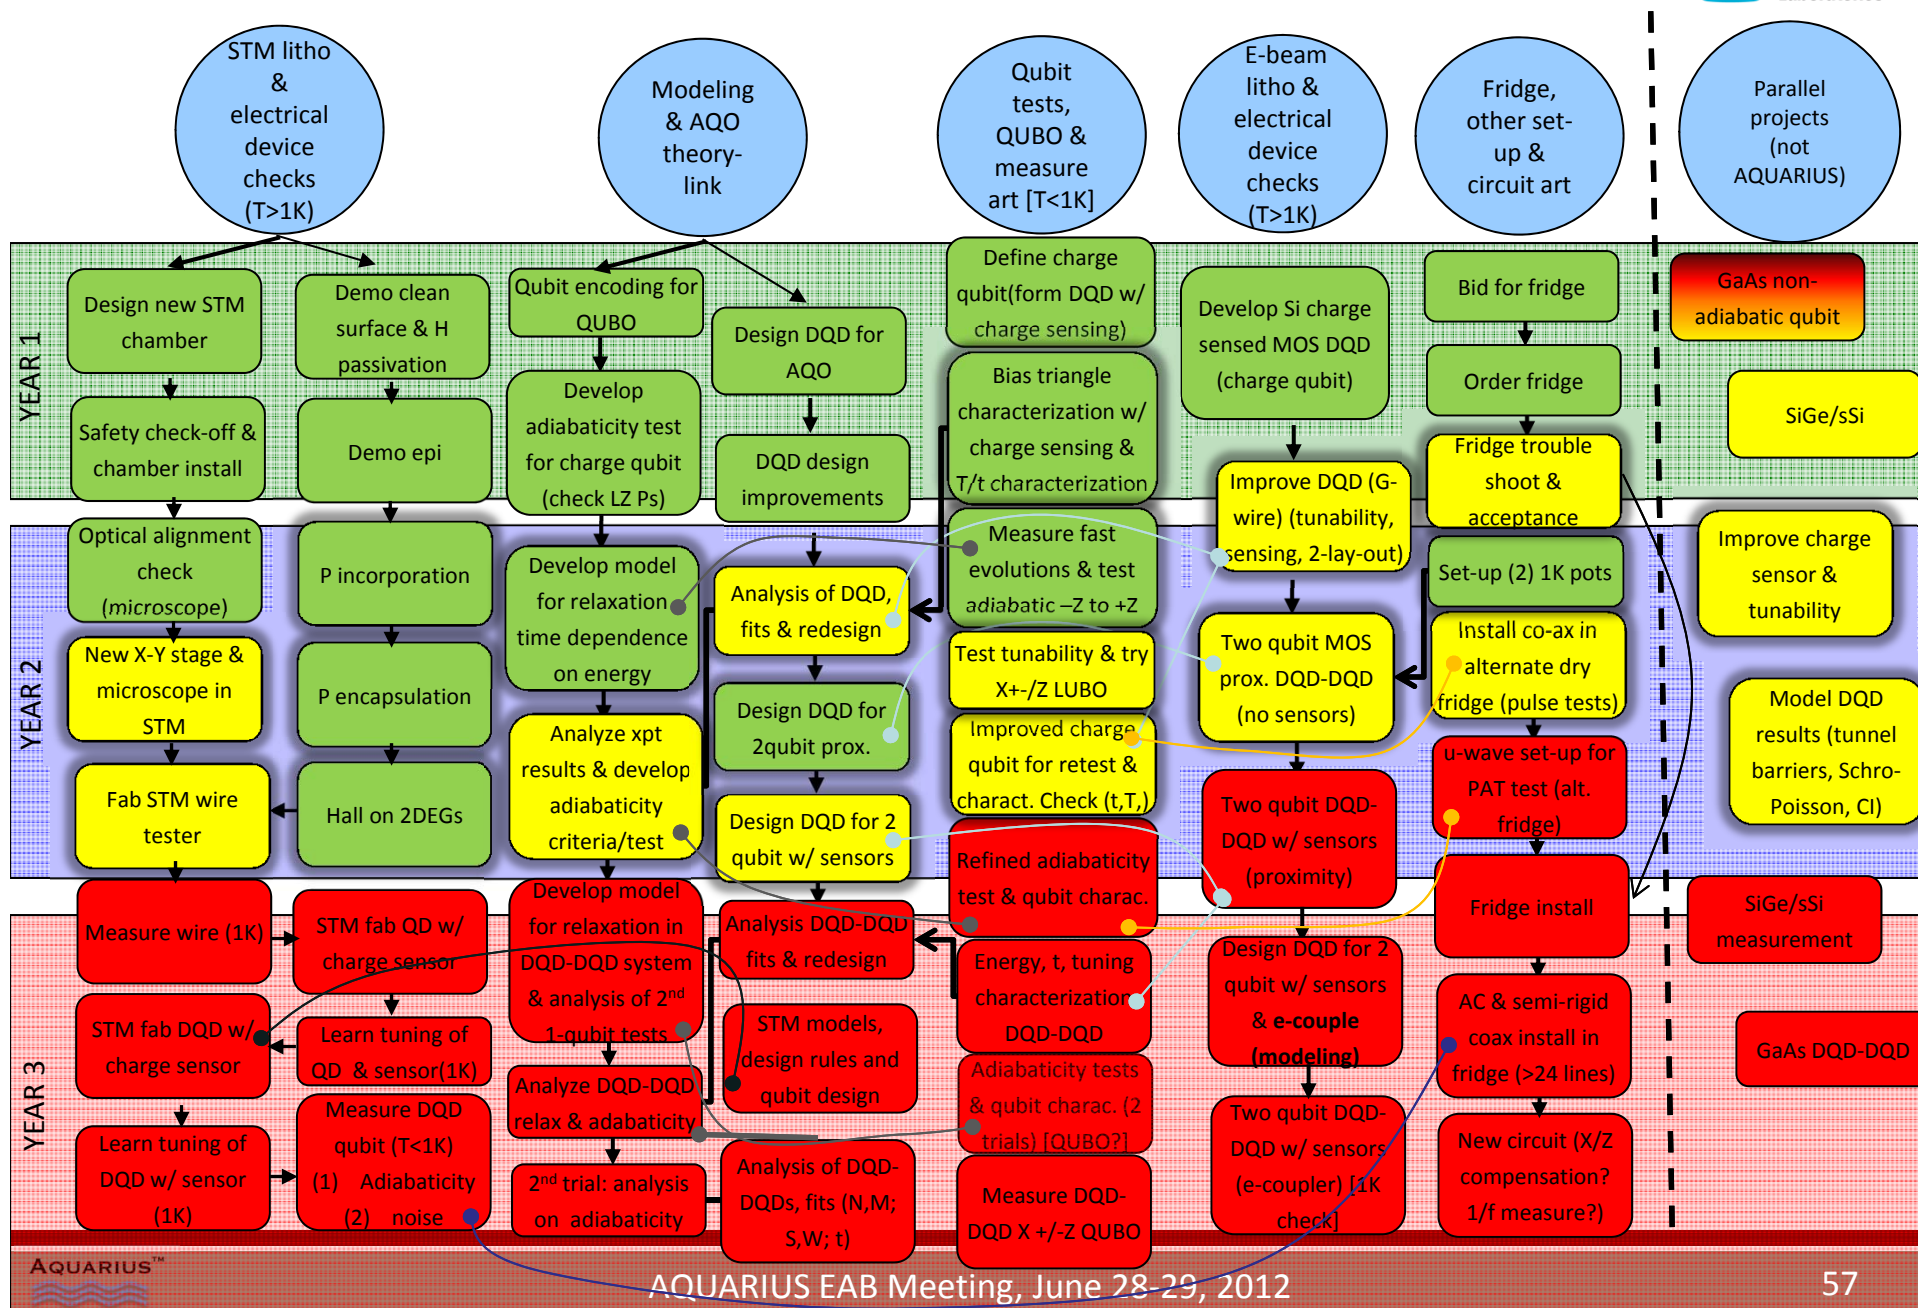 STM litho
&
electrical
device
checks
(T>1K)
Modeling
& AQO
theory-
link
Qubit
tests,
QUBO &
measure
art [T<1K]
E-beam
litho &
electrical
device
checks
(T>1K)
Fridge,
other set-
up &
circuit art
Parallel
projects
(not
AQUARIUS)
YEAR 1
Design new STM
chamber
Demo clean
surface & H
passivation
Qubit encoding for
QUBO
Design DQD for
AQO
Define charge
qubit(form DQD w/
charge sensing)
Develop Si charge
sensed MOS DQD
(charge qubit)
Bid for fridge
GaAs non-
adiabatic qubit
Safety check-off &
chamber install
Demo epi
Develop
adiabaticity test
for charge qubit
(check LZ Ps)
DQD design
improvements
Bias triangle
characterization w/
charge sensing &
T/t characterization
Improve DQD (G-
wire) (tunability,
sensing, 2-lay-out)
Order fridge
Fridge trouble
shoot &
acceptance
SiGe/sSi
YEAR 2
Optical alignment
check
(microscope)
P incorporation
Develop model
for relaxation
time dependence
on energy
Analysis of DQD,
fits & redesign
Measure fast
evolutions & test
adiabatic –Z to +Z
Set-up (2) 1K pots
Improve charge
sensor &
tunability
New X-Y stage &
microscope in
STM
P encapsulation
Design DQD for
2qubit prox.
Test tunability & try
X+-/Z LUBO
Two qubit MOS
prox. DQD-DQD
(no sensors)
Install co-ax in
alternate dry
fridge (pulse tests)
Model DQD
results (tunnel
barriers, Schro-
Poisson, CI)
Fab STM wire
tester
Hall on 2DEGs
Analyze xpt
results & develop
adiabaticity
criteria/test
Design DQD for 2
qubit w/ sensors
Improved charge
qubit for retest &
charact. Check (t,T,)
Two qubit DQD-
DQD w/ sensors
(proximity)
u-wave set-up for
PAT test (alt.
fridge)
Refined adiabaticity
test & qubit charac.
YEAR 3
Measure wire (1K)
STM fab QD w/
charge sensor
Develop model
for relaxation in
DQD-DQD system
& analysis of 2nd
1-qubit tests
Analysis DQD-DQD
fits & redesign
Energy, t, tuning
characterization
DQD-DQD
Design DQD for 2
qubit w/ sensors
& e-couple
(modeling)
Fridge install
SiGe/sSi
measurement
STM fab DQD w/
charge sensor
Learn tuning of
QD & sensor(1K)
Analyze DQD-DQD
relax & adabaticity
STM models,
design rules and
qubit design
Adiabaticity tests
& qubit charac. (2
trials) [QUBO?]
AC & semi-rigid
coax install in
fridge (>24 lines)
GaAs DQD-DQD
Learn tuning of
DQD w/ sensor
(1K)
Measure DQD
qubit (T<1K)
(1) Adiabaticity
(2) noise
2nd trial: analysis
on adiabaticity
Analysis of DQD-
DQDs, fits (N,M;
S,W; t)
Measure DQD-
DQD X +/-Z QUBO
Two qubit DQD-
DQD w/ sensors
(e-coupler) [1K
check]
New circuit (X/Z
compensation?
1/f measure?)
AQUARIUS™
AQUARIUS EAB Meeting, June 28-29, 2012
57